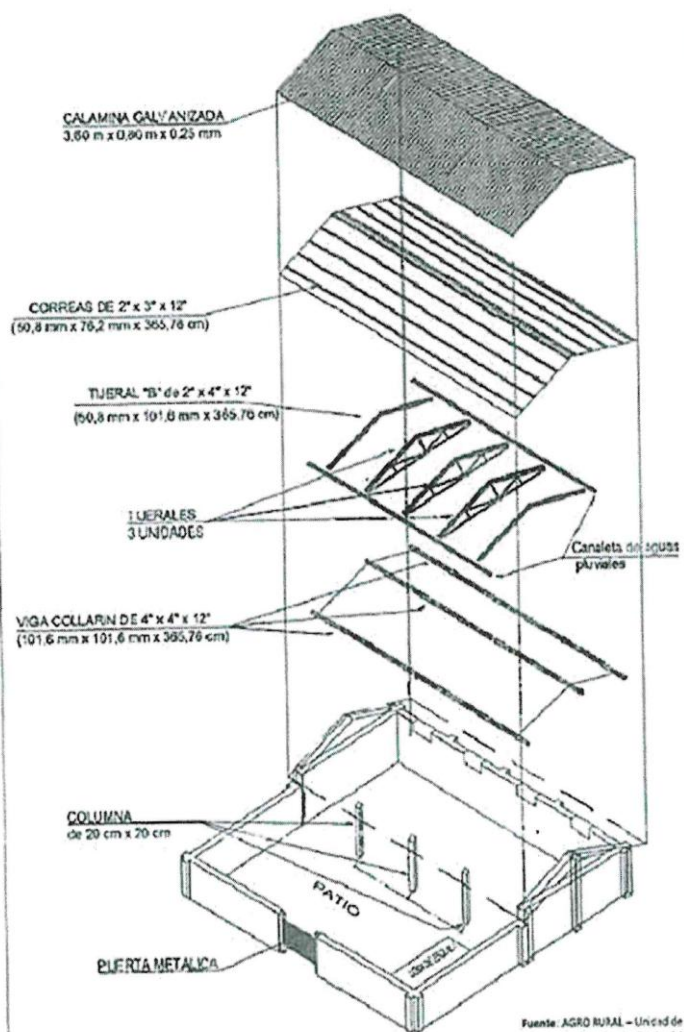 CALAMINA GALVANIZADA
3,60 m x 0,80 m x 0,25 mm
CORREAS DE 2" x 3" x 12"
(50,8 mm x 76,2 mm x 365,76 cm)
TIJERAL "B" de 2" x 4" x 12"
(50,8 mm x 101,6 mm x 365,76 cm)
TIJERALES
3 UNIDADES
Canaleta de aguas
pluviales
VIGA COLLARIN DE 4" x 4" x 12"
(101,6 mm x 101,6 mm x 365,76 cm)
COLUMNA
de 20 cm x 20 cm
PATIO
PUERTA METALICA
Fuente: AGRO RURAL – Unidad de